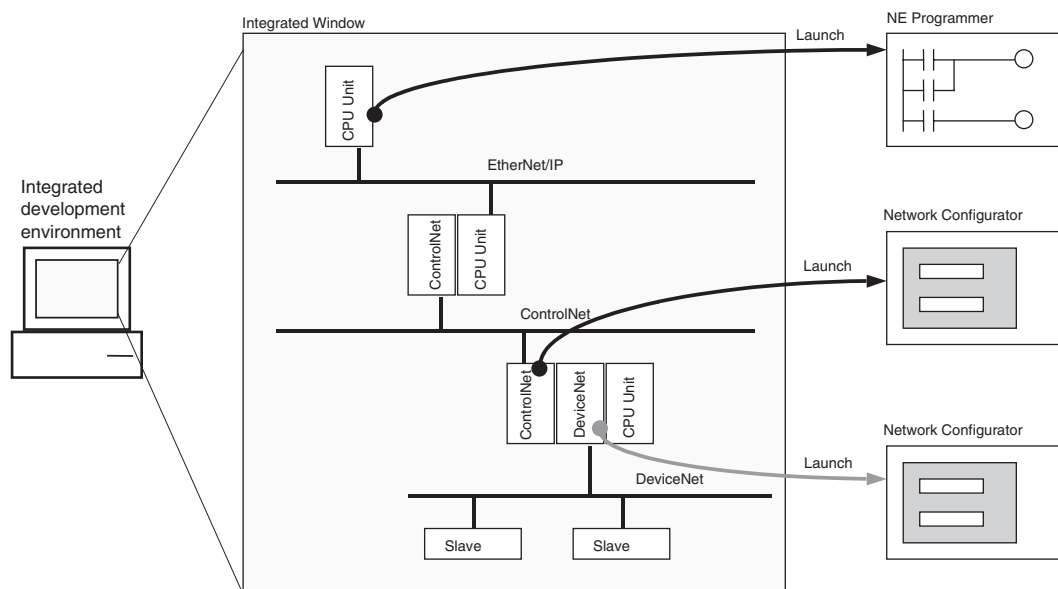 Integrated Window
NE Programmer
Launch
CPU Unit
EtherNet/IP
Integrated
development
environment
ControlNet
CPU Unit
Network Configurator
Launch
ControlNet
ControlNet
DeviceNet
CPU Unit
Network Configurator
Launch
DeviceNet
Slave
Slave